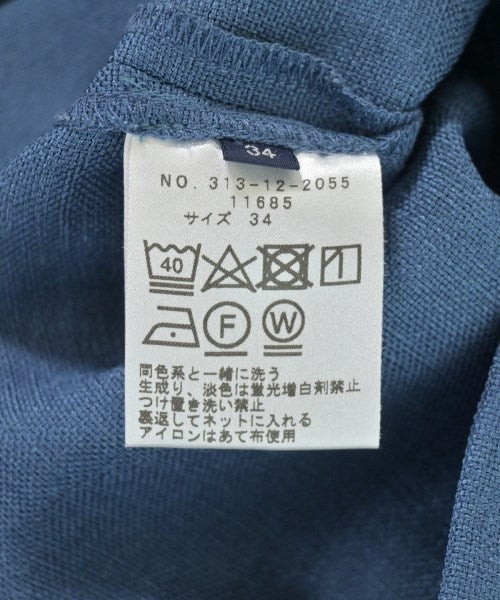 34
NO. 313-12-2055
11685
サイズ 34
40
F W
同色系と一緒に洗う
生成り、淡色は蛍光増白剤禁止
つけ置き洗い禁止
裏返してネットに入れる
アイロンはあて布使用